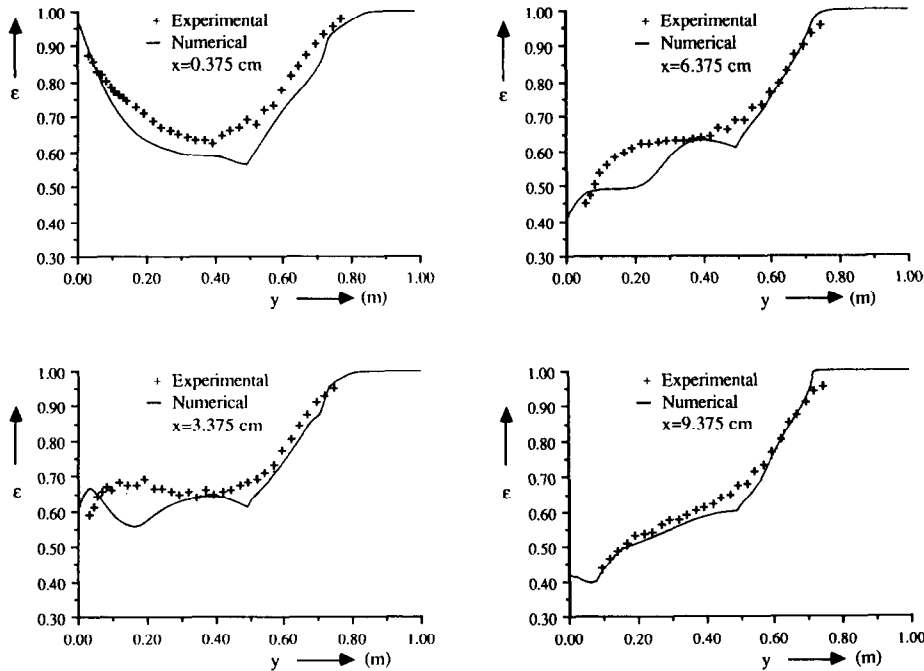 + Experimental
— Numerical
x=0.375 cm
1.00
0.90
0.80
0.70
0.60
0.50
0.40
0.30
ε
0.00 0.20 0.40 0.60 0.80 1.00
y (m)
+ Experimental
— Numerical
x=6.375 cm
1.00
0.90
0.80
0.70
0.60
0.50
0.40
0.30
ε
0.00 0.20 0.40 0.60 0.80 1.00
y (m)
+ Experimental
— Numerical
x=3.375 cm
1.00
0.90
0.80
0.70
0.60
0.50
0.40
0.30
ε
0.00 0.20 0.40 0.60 0.80 1.00
y (m)
+ Experimental
— Numerical
x=9.375 cm
1.00
0.90
0.80
0.70
0.60
0.50
0.40
0.30
ε
0.00 0.20 0.40 0.60 0.80 1.00
y (m)